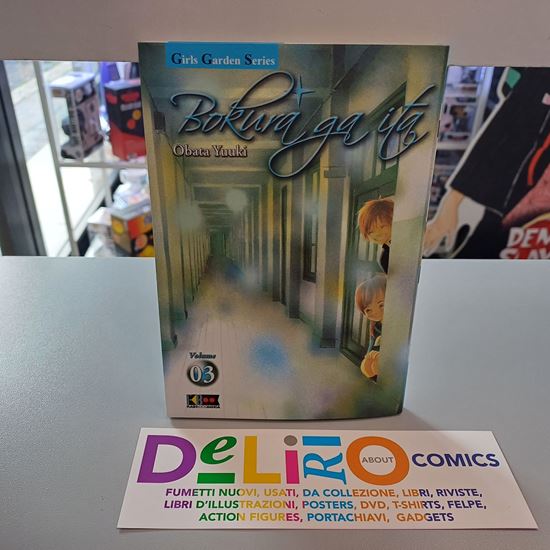 Girls Garden Series
Bokura ga ita
Obata Yuuki
Volume
03
DELIRIO ABOUT COMICS
FUMETTI NUOVI, USATI, DA COLLEZIONE, LIBRI, RIVISTE,
LIBRI D'ILLUSTRAZIONI, POSTERS, DVD, T-SHIRTS, FELPE,
ACTION FIGURES, PORTACHIAVI, GADGETS